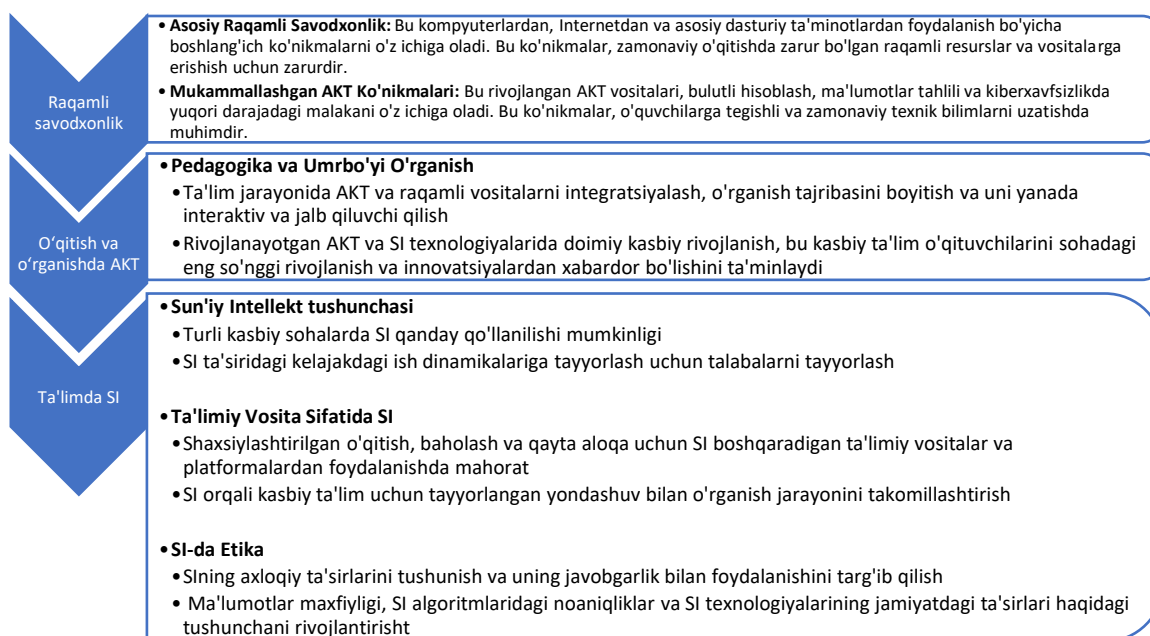 Raqamli
savodxonlik
• Asosiy Raqamli Savodxonlik: Bu kompyuterlardan, Internetdan va asosiy dasturiy ta'minotlardan foydalanish bo'yicha
boshlang'ich ko'nikmalarni o'z ichiga oladi. Bu ko'nikmalar, zamonaviy o'qitishda zarur bo'lgan raqamli resurslar va vositalarga
erishish uchun zarurdir.
• Mukammallashgan AKT Ko'nikmalari: Bu rivojlangan AKT vositalari, bulutli hisoblash, ma'lumotlar tahlili va kiberxavfsizlikda
yuqori darajadagi malakani o'z ichiga oladi. Bu ko'nikmalar, o'quvchilarga tegishli va zamonaviy texnik bilimlarni uzatishda
muhimdir.
O‘qitish va
o‘rganishda AKT
• Pedagogika va Umrbo'yi O'rganish
• Ta'lim jarayonida AKT va raqamli vositalarni integratsiyalash, o'rganish tajribasini boyitish va uni yanada
interaktiv va jalb qiluvchi qilish
• Rivojlanayotgan AKT va SI texnologiyalarida doimiy kasbiy rivojlanish, bu kasbiy ta'lim o'qituvchilarini sohadagi
eng so'nggi rivojlanish va innovatsiyalardan xabardor bo'lishini ta'minlaydi
Ta'limda SI
• Sun'iy Intellekt tushunchasi
• Turli kasbiy sohalarda SI qanday qo'llanilishi mumkinligi
• SI ta'siridagi kelajakdagi ish dinamikalariga tayyorlash uchun talabalarni tayyorlash
• Ta'limiy Vosita Sifatida SI
• Shaxsiylashtirilgan o'qitish, baholash va qayta aloqa uchun SI boshqaradigan ta'limiy vositalar va
platformalardan foydalanishda mahorat
• SI orqali kasbiy ta'lim uchun tayyorlangan yondashuv bilan o'rganish jarayonini takomillashtirish
• SI-da Etika
• SIning axloqiy ta'sirlarini tushunish va uning javobgarlik bilan foydalanishini targ'ib qilish
• Ma'lumotlar maxfiyligi, SI algoritmlaridagi noaniqliklar va SI texnologiyalarining jamiyatdagi ta'sirlari haqidagi
tushunchani rivojlantirisht